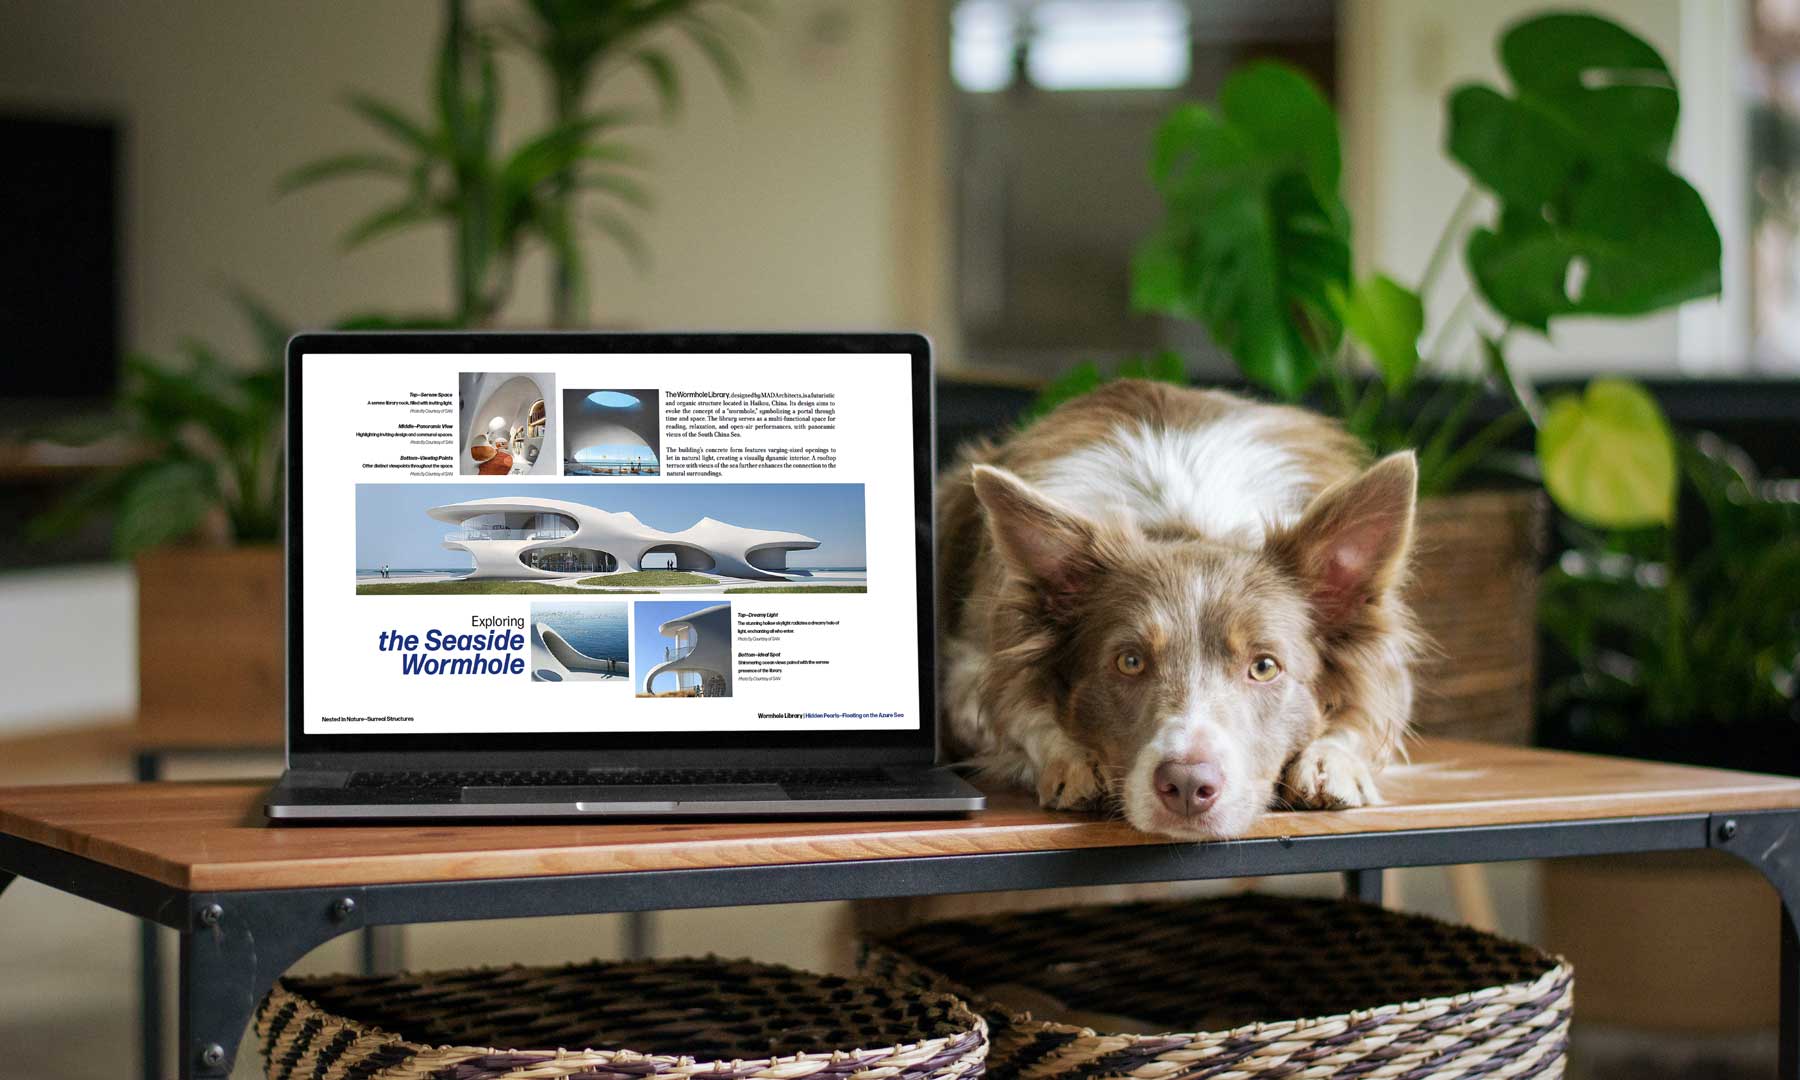 Top–Serene Space
A serene library nook, filled with inviting light.
Photo By Courtesy of SAN
Middle–Panoramic View
Highlighting inviting design and communal spaces.
Photo By Courtesy of SAN
Bottom–Viewing Points
Offer distinct viewpoints throughout the space.
Photo By Courtesy of SAN
The Wormhole Library, designed by MAD Architects, is a futuristic
and organic structure located in Haikou, China. Its design aims to
evoke the concept of a "wormhole," symbolizing a portal through
time and space. The library serves as a multi-functional space for
reading, relaxation, and open-air performances, with panoramic
views of the South China Sea.
The building's concrete form features varying-sized openings to
let in natural light, creating a visually dynamic interior. A rooftop
terrace with views of the sea further enhances the connection to the
natural surroundings.
Exploring
the Seaside
Wormhole
Top–Dreamy Light
The stunning hollow skylight radiates a dreamy halo of
light, enchanting all who enter.
Photo By Courtesy of SAN
Bottom–Ideal Spot
Shimmering ocean views paired with the serene
presence of the library.
Photo By Courtesy of SAN
Nested in Nature–Surreal Structures
Wormhole Library | Hidden Pearls–Floating on the Azure Sea